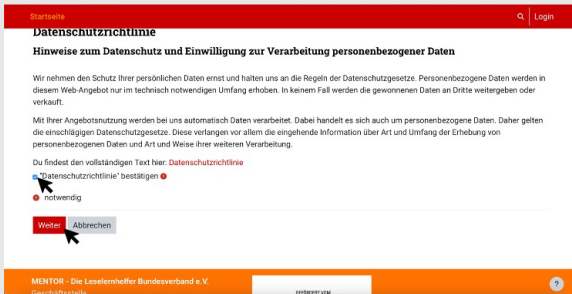 Startseite
Login
Datenschutzrichtlinie
Hinweise zum Datenschutz und Einwilligung zur Verarbeitung personenbezogener Daten
Wir nehmen den Schutz Ihrer persönlichen Daten ernst und halten uns an die Regeln der Datenschutzgesetze. Personenbezogene Daten werden in
diesem Web-Angebot nur im technisch notwendigen Umfang erhoben. In keinem Fall werden die gewonnenen Daten an Dritte weitergeben oder
verkauft.
Mit Ihrer Angebotsnutzung werden bei uns automatisch Daten verarbeitet. Dabei handelt es sich auch um personenbezogene Daten. Daher gelten
die einschlägigen Datenschutzgesetze. Diese verlangen vor allem die eingehende Information über Art und Umfang der Erhebung von
personenbezogenen Daten und Art und Weise ihrer weiteren Verarbeitung.
Du findest den vollständigen Text hier: Datenschutzrichtlinie
"Datenschutzrichtlinie" bestätigen
notwendig
Weiter Abbrechen
MENTOR - Die Leselernhelfer Bundesverband e.V.
Geschäftsstelle
GEFÖRDERT VOM
?